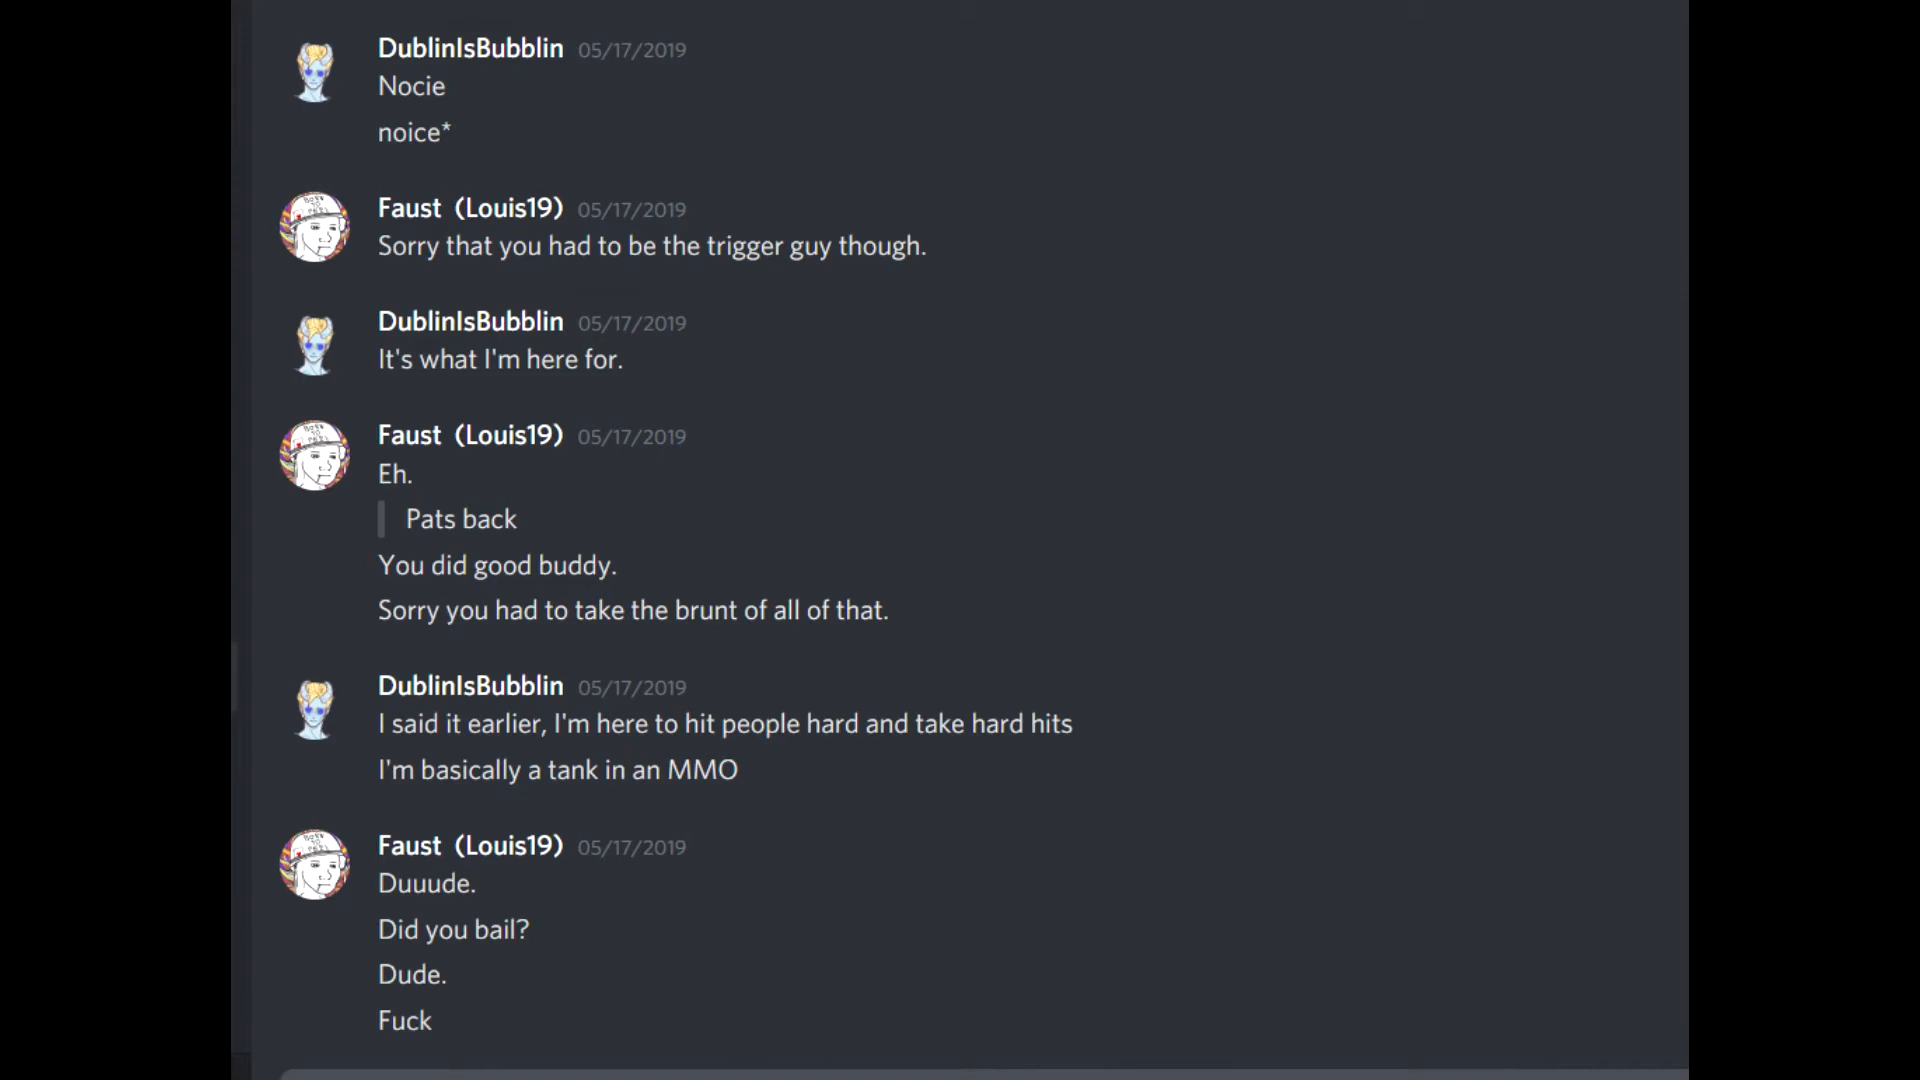 DublinIsBubblin 05/17/2019
Nocie
noice*
Faust (Louis19) 05/17/2019
Sorry that you had to be the trigger guy though.
DublinIsBubblin 05/17/2019
It's what I'm here for.
Faust (Louis19) 05/17/2019
Eh.
Pats back
You did good buddy.
Sorry you had to take the brunt of all of that.
DublinIsBubblin 05/17/2019
I said it earlier, I'm here to hit people hard and take hard hits
I'm basically a tank in an MMO
Faust (Louis19) 05/17/2019
Duuude.
Did you bail?
Dude.
Fuck